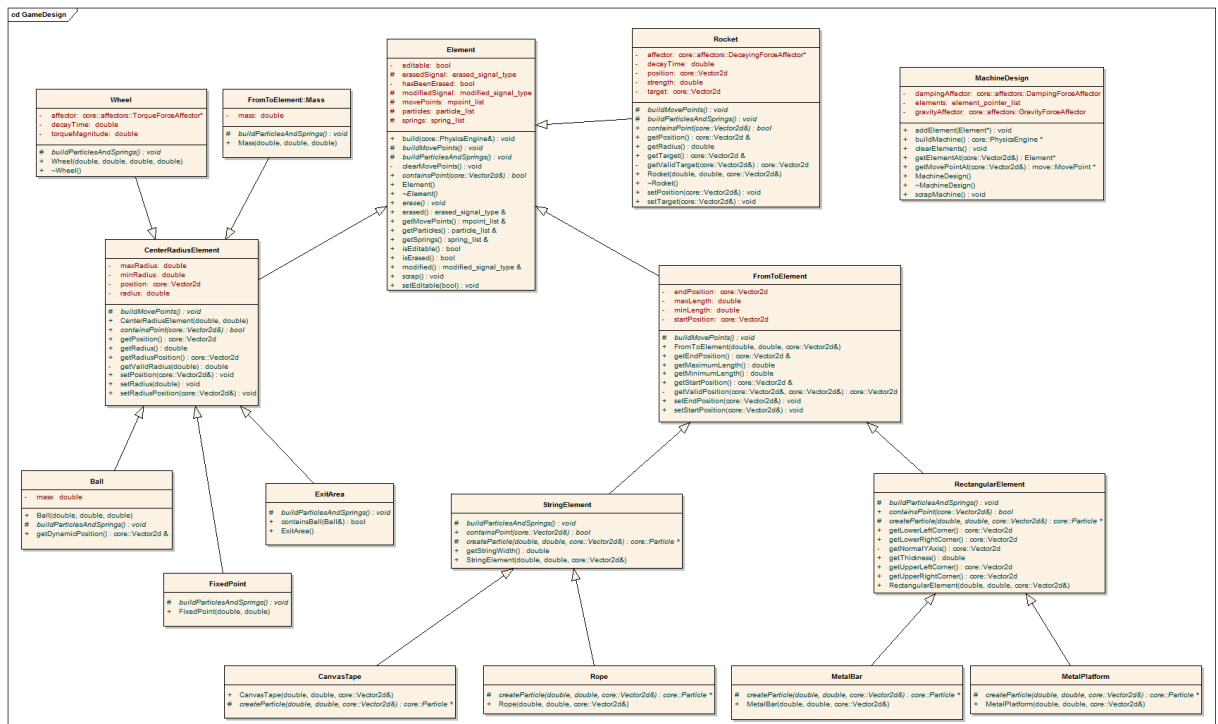 cd GameDesign
Element
- editable: bool
# erasedSignal: erased_signal_type
- hasBeenErased: bool
# modifiedSignal: modified_signal_type
# movePoints: mpoint_list
# particles: particle_list
# springs: spring_list
+ build(core::PhysicsEngine&) : void
# buildMovePoints() : void
# buildParticlesAndSprings() : void
- clearMovePoints() : void
+ containsPoint(core::Vector2d&) : bool
+ Element()
+ ~Element()
+ erase() : void
+ erased() : erased_signal_type &
+ getMovePoints() : mpoint_list &
+ getParticles() : particle_list &
+ getSprings() : spring_list &
+ isEditable() : bool
+ isErased() : bool
+ modified() : modified_signal_type &
+ scrap() : void
+ setEditable(bool) : void
Rocket
- affector: core::affectors::DecayingForceAffector*
- decayTime: double
- position: core::Vector2d
- strength: double
- target: core::Vector2d
# buildMovePoints() : void
# buildParticlesAndSprings() : void
+ containsPoint(core::Vector2d&) : bool
+ getPosition() : core::Vector2d &
+ getRadius() : double
+ getTarget() : core::Vector2d &
- getValidTarget(core::Vector2d&) : core::Vector2d
+ Rocket(double, double, core::Vector2d&)
+ ~Rocket()
+ setPosition(core::Vector2d&) : void
+ setTarget(core::Vector2d&) : void
MachineDesign
- dampingAffector: core::affectors::DampingForceAffector
- elements: element_pointer_list
- gravityAffector: core::affectors::GravityForceAffector
+ addElement(Element*) : void
+ buildMachine() : core::PhysicsEngine *
+ clearElements() : void
+ getElementAt(core::Vector2d&) : Element*
+ getMovePointAt(core::Vector2d&) : move::MovePoint *
+ MachineDesign()
+ ~MachineDesign()
+ scrapMachine() : void
Wheel
- affector: core::affectors::TorqueForceAffector*
- decayTime: double
- torqueMagnitude: double
# buildParticlesAndSprings() : void
+ Wheel(double, double, double, double)
+ ~Wheel()
FromToElement::Mass
- mass: double
# buildParticlesAndSprings() : void
+ Mass(double, double, double)
CenterRadiusElement
- maxRadius: double
- minRadius: double
- position: core::Vector2d
- radius: double
# buildMovePoints() : void
+ CenterRadiusElement(double, double)
+ containsPoint(core::Vector2d&) : bool
+ getPosition() : core::Vector2d
+ getRadius() : double
+ getRadiusPosition() : core::Vector2d
- getValidRadius(double) : double
+ setPosition(core::Vector2d&) : void
+ setRadius(double) : void
+ setRadiusPosition(core::Vector2d&) : void
FromToElement
- endPosition: core::Vector2d
- maxLength: double
- minLength: double
- startPosition: core::Vector2d
# buildMovePoints() : void
+ FromToElement(double, double, core::Vector2d&)
+ getEndPosition() : core::Vector2d &
+ getMaximumLength() : double
+ getMinimumLength() : double
+ getStartPosition() : core::Vector2d &
- getValidPosition(core::Vector2d&, core::Vector2d&) : core::Vector2d
+ setEndPosition(core::Vector2d&) : void
+ setStartPosition(core::Vector2d&) : void
Ball
- mass: double
+ Ball(double, double, double)
# buildParticlesAndSprings() : void
+ getDynamicPosition() : core::Vector2d &
ExitArea
# buildParticlesAndSprings() : void
+ containsBall(Ball&) : bool
+ ExitArea()
FixedPoint
# buildParticlesAndSprings() : void
+ FixedPoint(double, double)
StringElement
# buildParticlesAndSprings() : void
+ containsPoint(core::Vector2d&) : bool
# createParticle(double, double, core::Vector2d&) : core::Particle *
+ getStringWidth() : double
+ StringElement(double, double, core::Vector2d&)
RectangularElement
# buildParticlesAndSprings() : void
+ containsPoint(core::Vector2d&) : bool
# createParticle(double, double, core::Vector2d&) : core::Particle *
+ getLowerLeftCorner() : core::Vector2d
+ getLowerRightCorner() : core::Vector2d
- getNormalYAxis() : core::Vector2d
+ getThickness() : double
+ getUpperLeftCorner() : core::Vector2d
+ getUpperRightCorner() : core::Vector2d
+ RectangularElement(double, double, core::Vector2d&)
CanvasTape
+ CanvasTape(double, double, core::Vector2d&)
# createParticle(double, double, core::Vector2d&) : core::Particle *
Rope
# createParticle(double, double, core::Vector2d&) : core::Particle *
+ Rope(double, double, core::Vector2d&)
MetalBar
# createParticle(double, double, core::Vector2d&) : core::Particle *
+ MetalBar(double, double, core::Vector2d&)
MetalPlatform
# createParticle(double, double, core::Vector2d&) : core::Particle *
+ MetalPlatform(double, double, core::Vector2d&)